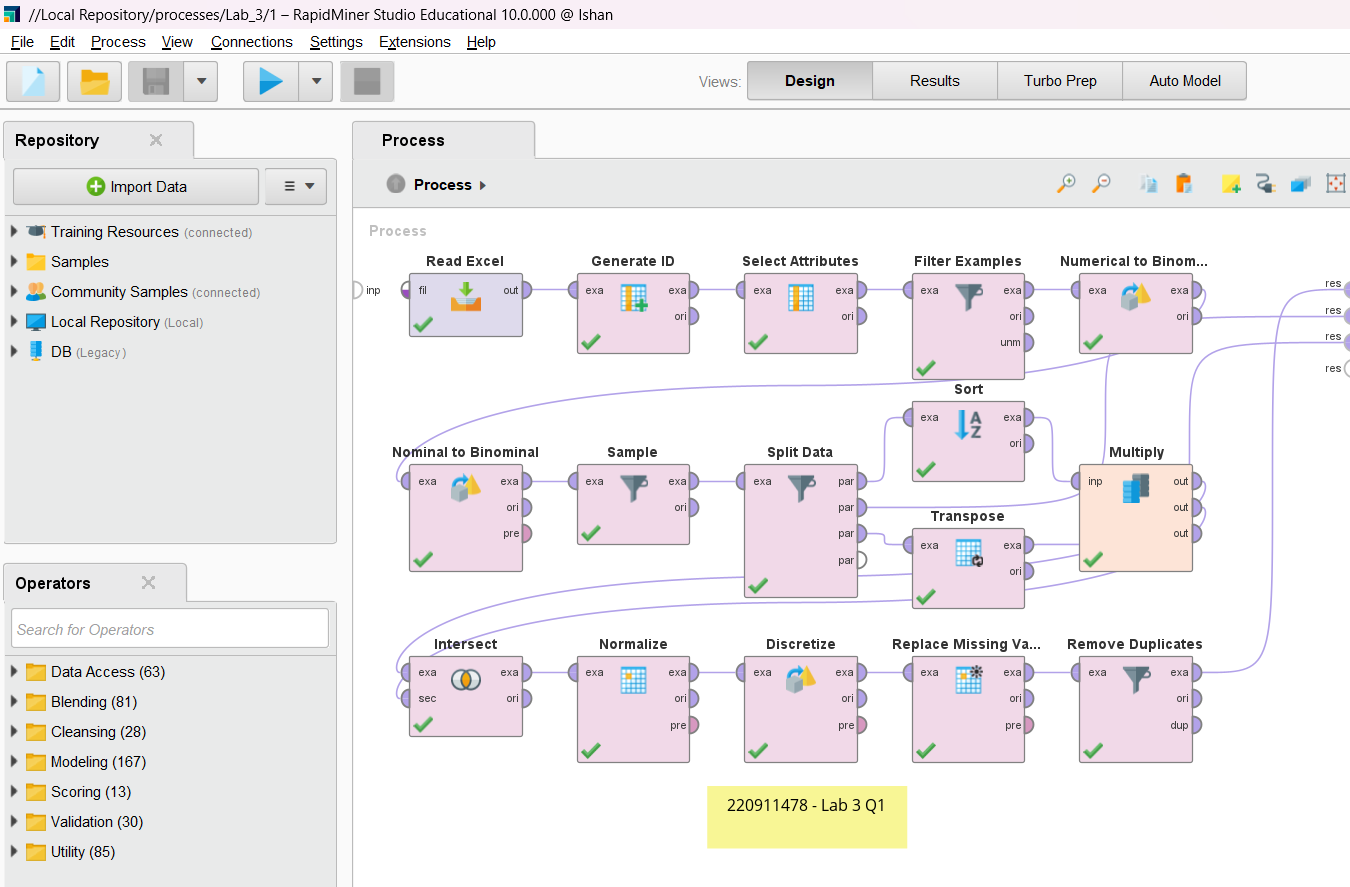 //Local Repository/processes/Lab_3/1 – RapidMiner Studio Educational 10.0.000 @ Ishan
File Edit Process View Connections Settings Extensions Help
Views: Design Results Turbo Prep Auto Model
Repository
Import Data
Training Resources (connected)
Samples
Community Samples (connected)
Local Repository (Local)
DB (Legacy)
Operators
Search for Operators
Data Access (63)
Blending (81)
Cleansing (28)
Modeling (167)
Scoring (13)
Validation (30)
Utility (85)
Process
Process
Process
Read Excel Generate ID Select Attributes Filter Examples Numerical to Binom...
inp fil out exa exa exa exa exa exa exa exa res
ori ori ori ori res
unm res
res
Sort
exa exa
ori
Nominal to Binominal Sample Split Data Multiply
exa exa exa exa exa par inp out
ori ori par out
pre par out
par
Transpose
exa exa
ori
Intersect Normalize Discretize Replace Missing Va... Remove Duplicates
exa exa exa exa exa exa exa exa exa exa
sec ori ori ori ori ori
pre pre pre dup
220911478 - Lab 3 Q1